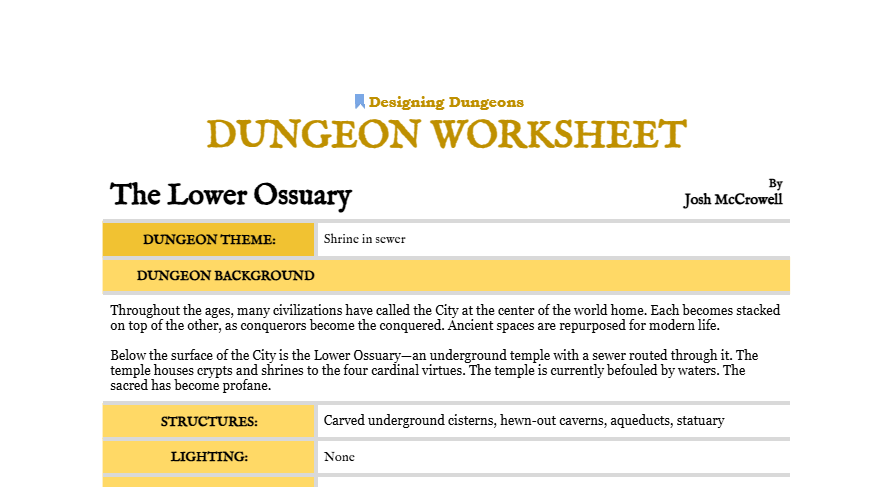 Designing Dungeons
DUNGEON WORKSHEET
The Lower Ossuary
By
Josh McCrowell
DUNGEON THEME:
Shrine in sewer
DUNGEON BACKGROUND
Throughout the ages, many civilizations have called the City at the center of the world home. Each becomes stacked
on top of the other, as conquerors become the conquered. Ancient spaces are repurposed for modern life.
Below the surface of the City is the Lower Ossuary—an underground temple with a sewer routed through it. The
temple houses crypts and shrines to the four cardinal virtues. The temple is currently befouled by waters. The
sacred has become profane.
STRUCTURES:
Carved underground cisterns, hewn-out caverns, aqueducts, statuary
LIGHTING:
None